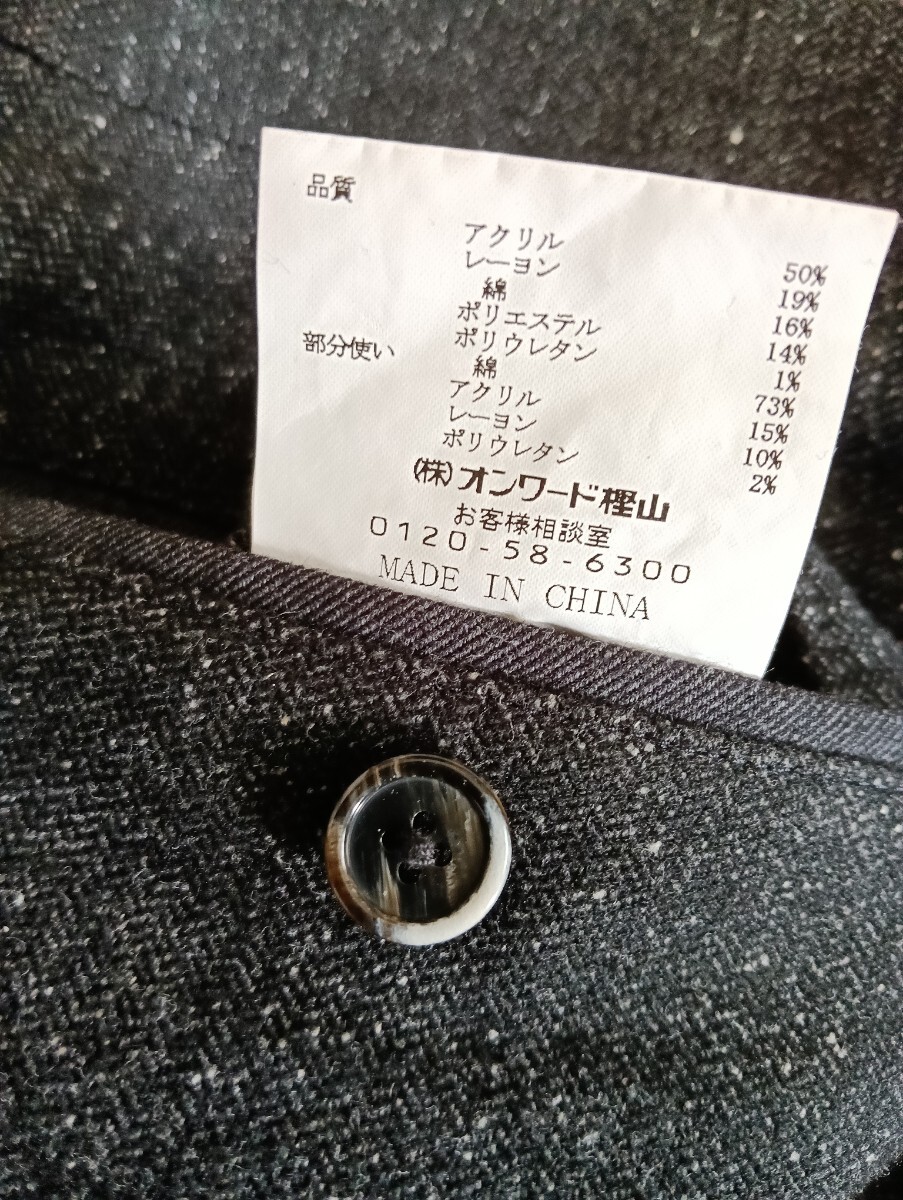 品質
アクリル 50%
レーヨン 19%
綿 16%
ポリエステル 14%
ポリウレタン 1%
部分使い
綿 73%
アクリル 15%
レーヨン 10%
ポリウレタン 2%
(株)オンワード樫山
お客様相談室
0120-58-6300
MADE IN CHINA